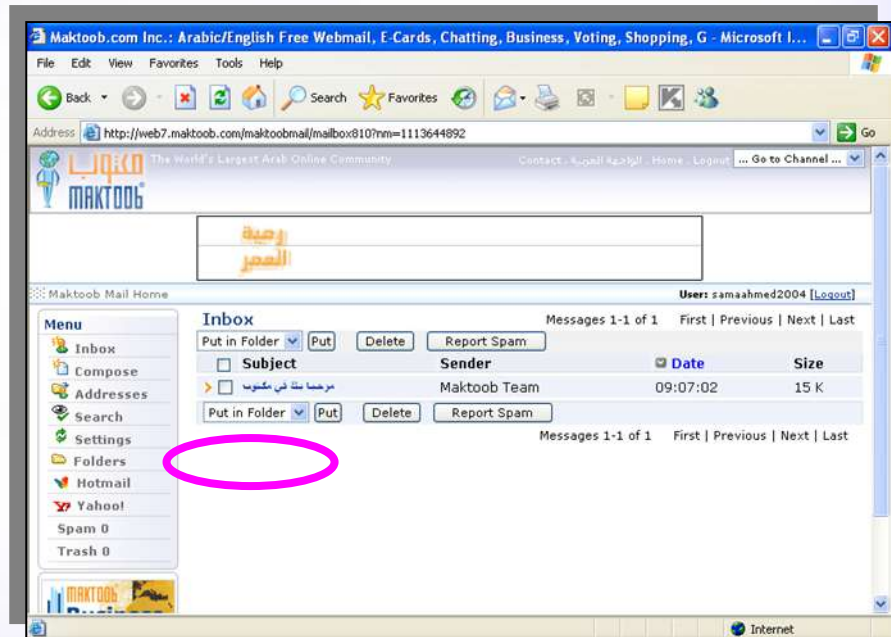 Maktoob.com Inc.: Arabic/English Free Webmail, E-Cards, Chatting, Business, Voting, Shopping, G - Microsoft I...
File Edit View Favorites Tools Help
Back Search Favorites
Address http://web7.maktoob.com/maktoobmail/mailbox810?nm=1113644892 Go
مكتوب The World's Largest Arab Online Community Contact . الواجهة العربية . Home . Logout ... Go to Channel ...
MAKTOOB
رمية
العمر
Maktoob Mail Home User: samaahmed2004 [Logout]
Menu
Inbox
Compose
Addresses
Search
Settings
Folders
Hotmail
Yahoo!
Spam 0
Trash 0
MAKTOOB
Business
Inbox Messages 1-1 of 1 First | Previous | Next | Last
Put in Folder Put Delete Report Spam
Subject Sender Date Size
مرحبا بك في مكتوب Maktoob Team 09:07:02 15 K
Put in Folder Put Delete Report Spam
Messages 1-1 of 1 First | Previous | Next | Last
Internet